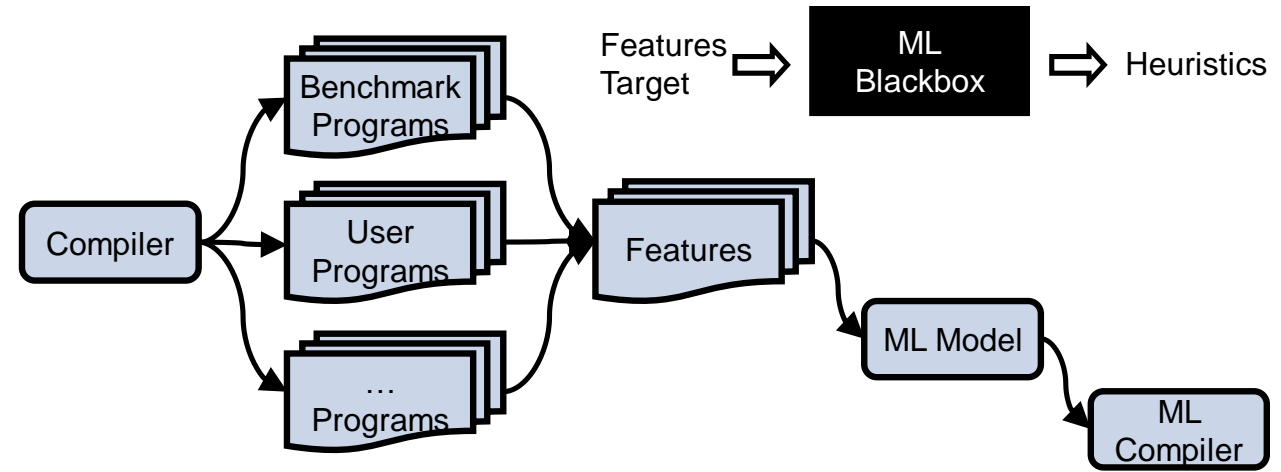 Features
Target
ML
Blackbox
Heuristics
Benchmark
Programs
Compiler
User
Programs
Features
…
Programs
ML Model
ML
Compiler